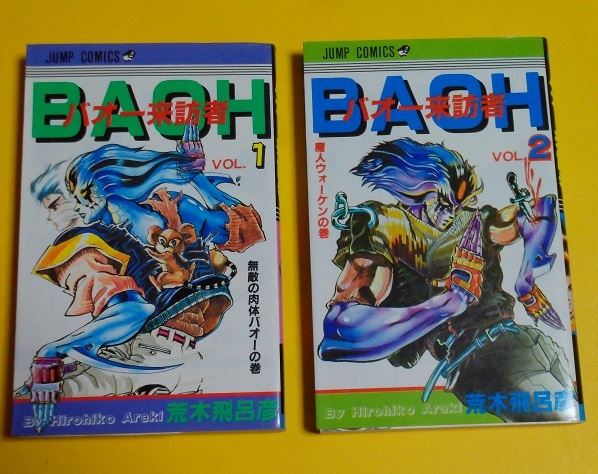 JUMP COMICS
BAOH
バオー来訪者
VOL. 1
無敵の肉体バオーの巻
By Hirohiko Araki 荒木飛呂彦
JUMP COMICS
BAOH
バオー来訪者
VOL. 2
魔人ウォーケンの巻
By Hirohiko Araki 荒木飛呂彦